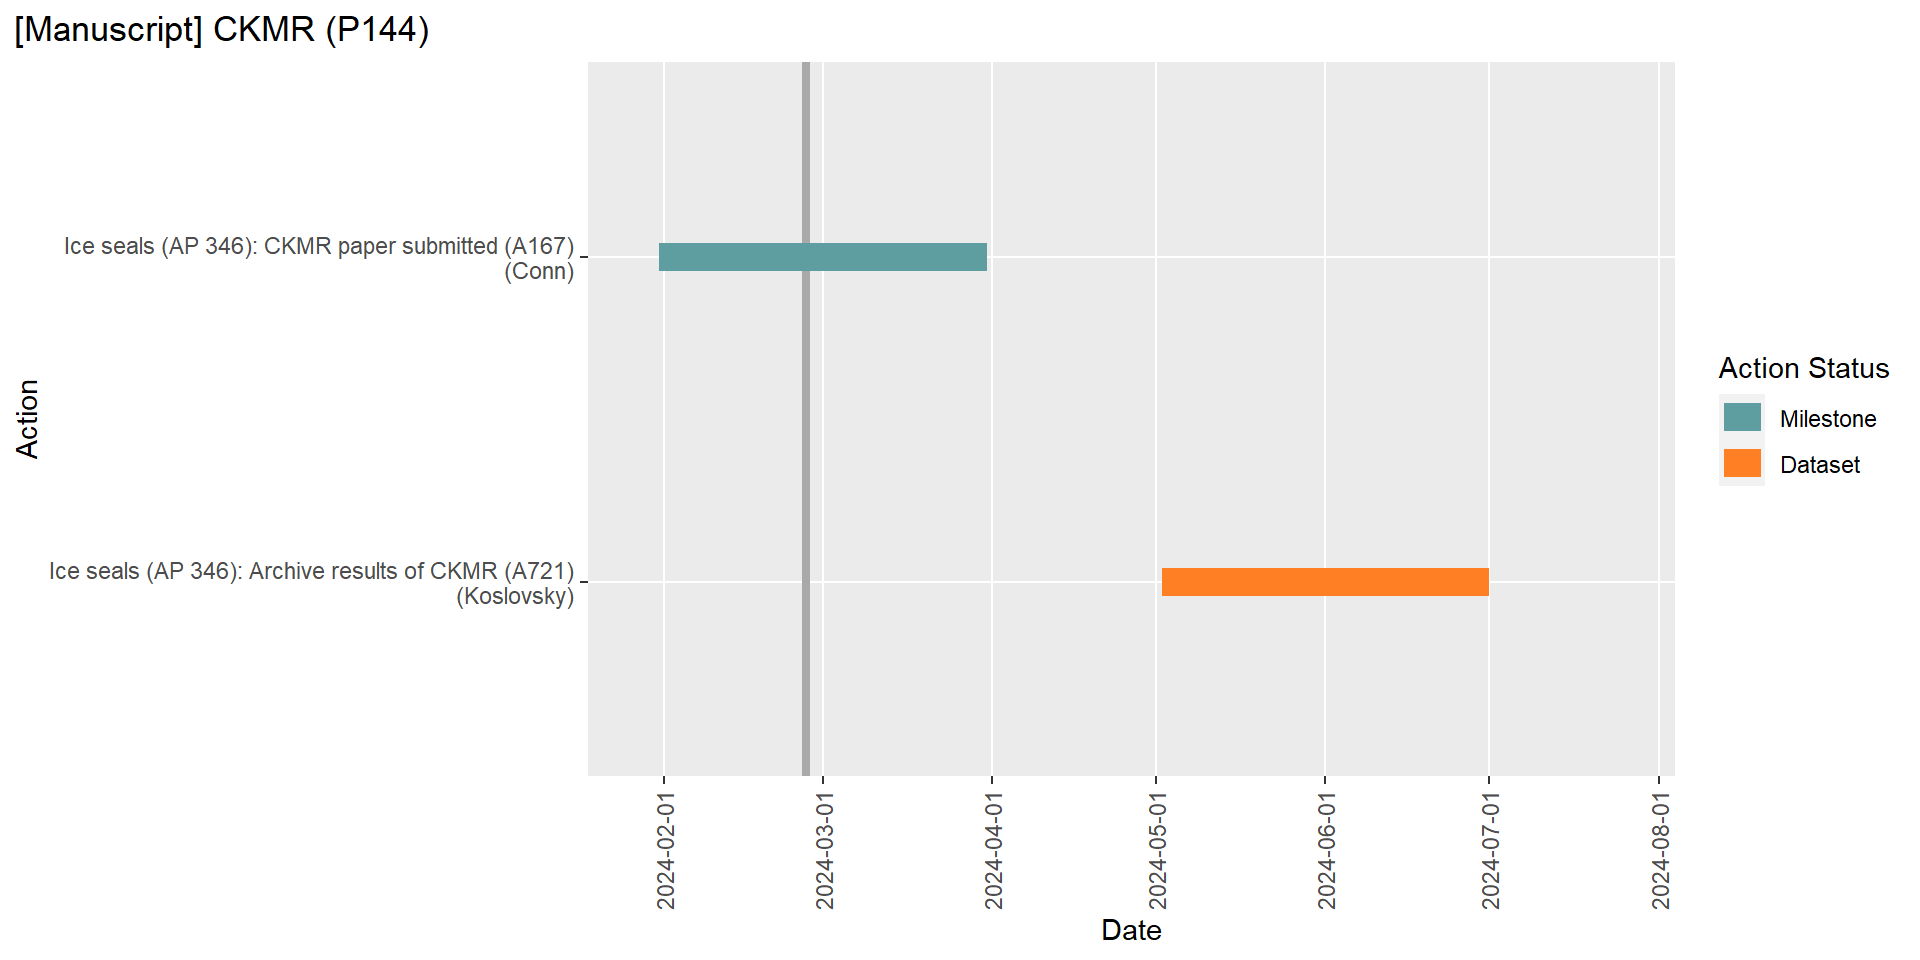 [Manuscript] CKMR (P144)
Ice seals (AP 346): CKMR paper submitted (A167)
(Conn)
Ice seals (AP 346): Archive results of CKMR (A721)
(Koslovsky)
Action
2024-02-01
2024-03-01
2024-04-01
2024-05-01
2024-06-01
2024-07-01
2024-08-01
Date
Action Status
Milestone
Dataset